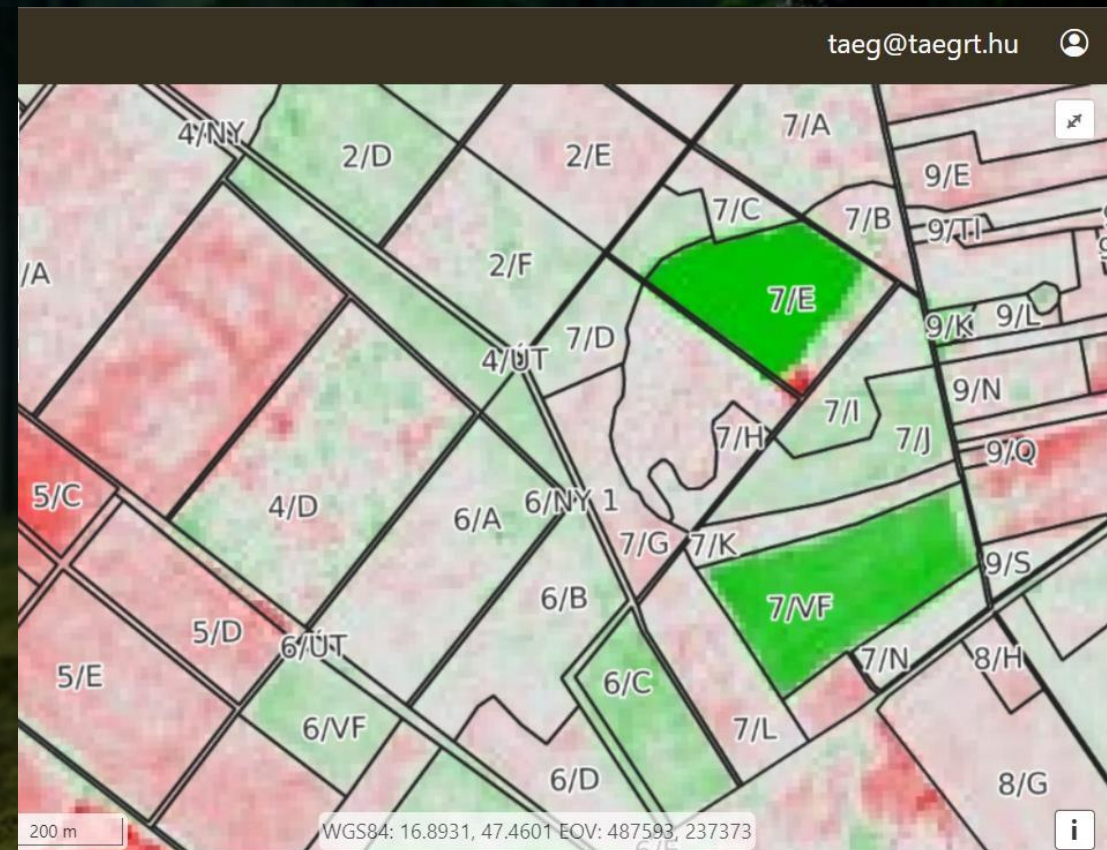 taeg@taegrt.hu
7/A
4/NY
2/D
2/E
9/E
7/C
7/B
9/TI
/A
2/F
7/E
9/K
9/L
7/D
4/ÚT
9/N
7/I
7/H
7/J
9/Q
5/C
4/D
6/A
6/NY 1
7/G
7/K
9/S
6/B
7/VF
5/D
6/ÚT
5/E
7/N
8/H
6/C
6/VF
7/L
6/D
8/G
200 m
WGS84: 16.8931, 47.4601 EOV: 487593, 237373
i